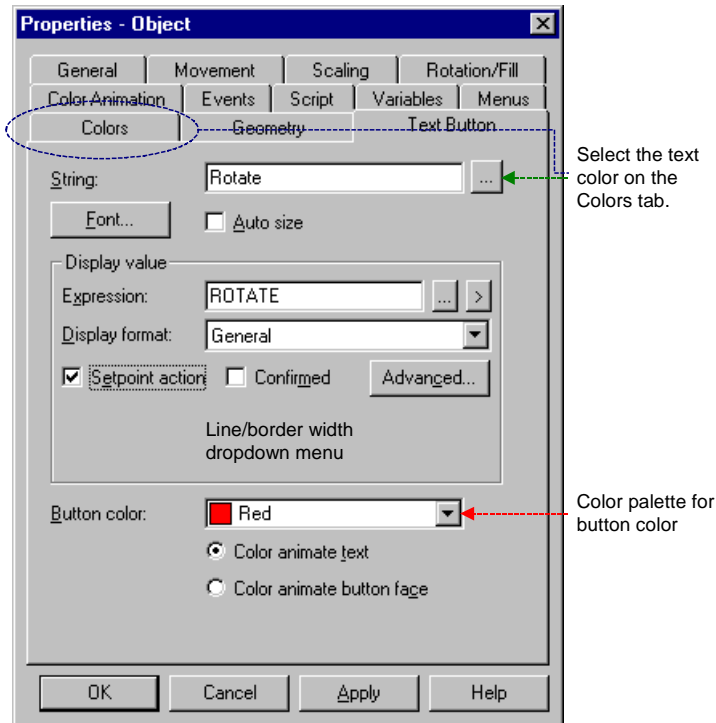 Properties - Object
General Movement Scaling Rotation/Fill
Color Animation Events Script Variables Menus
Colors Geometry Text Button
Select the text
color on the
Colors tab.
String: Rotate ...
Font... Auto size
Display value
Expression: ROTATE ... >
Display format: General
Setpoint action Confirmed Advanced...
Line/border width
dropdown menu
Button color: Red
Color palette for
button color
Color animate text
Color animate button face
OK Cancel Apply Help